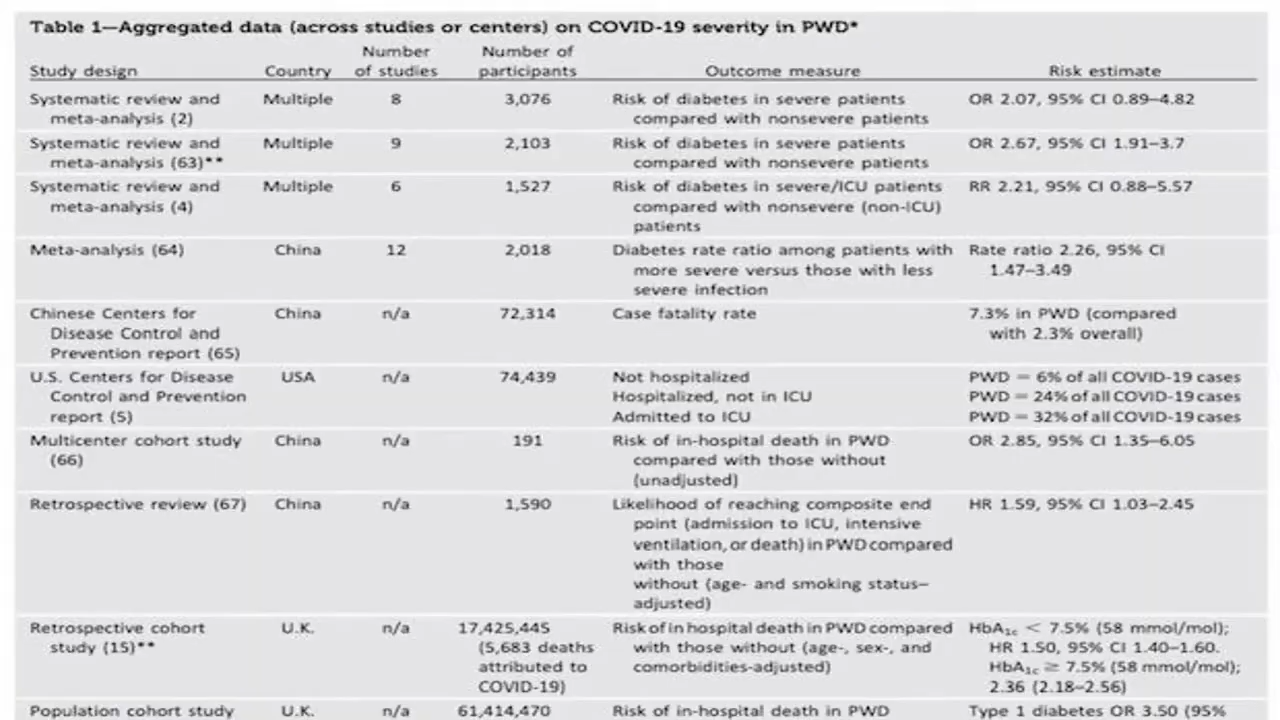 Table 1—Aggregated data (across studies or centers) on COVID-19 severity in PWD*
Study design Country Number of studies Number of participants Outcome measure Risk estimate
Systematic review and Multiple 8 3,076 Risk of diabetes in severe patients OR 2.07, 95% CI 0.89–4.82
meta-analysis (2) compared with nonsevere patients
Systematic review and Multiple 9 2,103 Risk of diabetes in severe patients OR 2.67, 95% CI 1.91–3.7
meta-analysis (63)** compared with nonsevere patients
Systematic review and Multiple 6 1,527 Risk of diabetes in severe/ICU patients RR 2.21, 95% CI 0.88–5.57
meta-analysis (4) compared with nonsevere (non-ICU)
patients
Meta-analysis (64) China 12 2,018 Diabetes rate ratio among patients with Rate ratio 2.26, 95% CI
more severe versus those with less 1.47–3.49
severe infection
Chinese Centers for China n/a 72,314 Case fatality rate 7.3% in PWD (compared
Disease Control and with 2.3% overall)
Prevention report (65)
U.S. Centers for Disease USA n/a 74,439 Not hospitalized PWD = 6% of all COVID-19 cases
Control and Prevention Hospitalized, not in ICU PWD = 24% of all COVID-19 cases
report (5) Admitted to ICU PWD = 32% of all COVID-19 cases
Multicenter cohort study China n/a 191 Risk of in-hospital death in PWD OR 2.85, 95% CI 1.35–6.05
(66) compared with those without
(unadjusted)
Retrospective review (67) China n/a 1,590 Likelihood of reaching composite end HR 1.59, 95% CI 1.03–2.45
point (admission to ICU, intensive
ventilation, or death) in PWD compared
with those
without (age- and smoking status–
adjusted)
Retrospective cohort U.K. n/a 17,425,445 Risk of in hospital death in PWD compared HbA1c < 7.5% (58 mmol/mol);
study (15)** (5,683 deaths with those without (age-, sex-, and HR 1.50, 95% CI 1.40–1.60.
attributed to comorbidities-adjusted) HbA1c ≥ 7.5% (58 mmol/mol);
COVID-19) 2.36 (2.18–2.56)
Population cohort study U.K. n/a 61,414,470 Risk of in-hospital death in PWD Type 1 diabetes OR 3.50 (95%